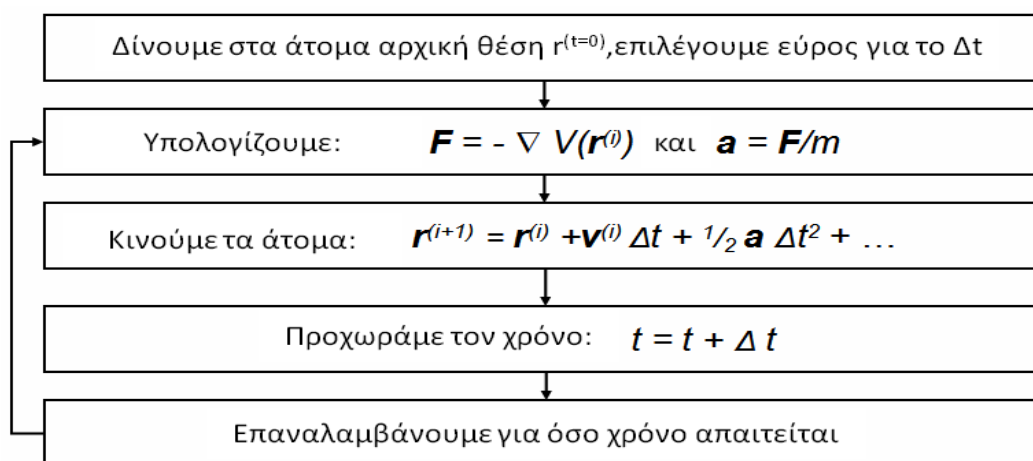 Δίνουμε στα άτομα αρχική θέση r⁽ᵗ⁼⁰⁾,επιλέγουμε εύρος για το Δt
Υπολογίζουμε: F = - ∇ V(r⁽ⁱ⁾) και a = F/m
Κινούμε τα άτομα: r⁽ⁱ⁺¹⁾ = r⁽ⁱ⁾ +v⁽ⁱ⁾ Δt + ¹/₂ a Δt² + …
Προχωράμε τον χρόνο: t = t + Δ t
Επαναλαμβάνουμε για όσο χρόνο απαιτείται